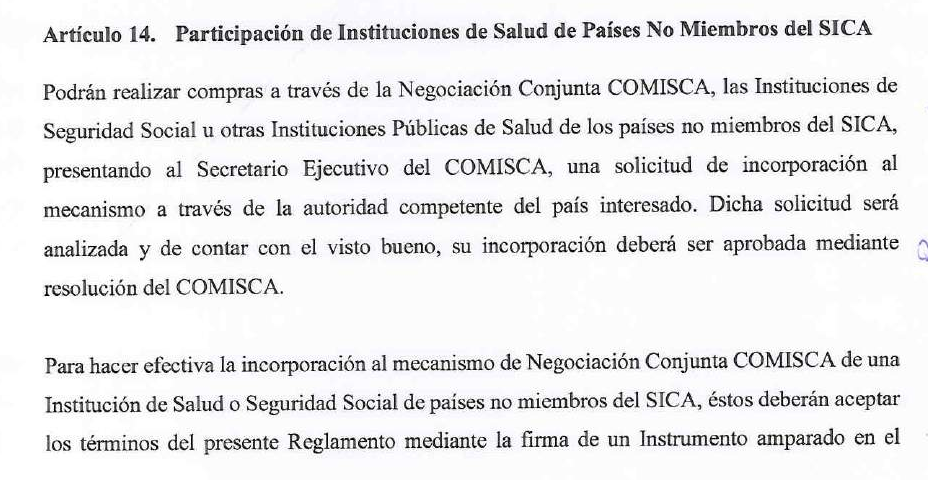 Artículo 14. Participación de Instituciones de Salud de Países No Miembros del SICA
Podrán realizar compras a través de la Negociación Conjunta COMISCA, las Instituciones de
Seguridad Social u otras Instituciones Públicas de Salud de los países no miembros del SICA,
presentando al Secretario Ejecutivo del COMISCA, una solicitud de incorporación al
mecanismo a través de la autoridad competente del país interesado. Dicha solicitud será
analizada y de contar con el visto bueno, su incorporación deberá ser aprobada mediante
resolución del COMISCA.
Para hacer efectiva la incorporación al mecanismo de Negociación Conjunta COMISCA de una
Institución de Salud o Seguridad Social de países no miembros del SICA, éstos deberán aceptar
los términos del presente Reglamento mediante la firma de un Instrumento amparado en el